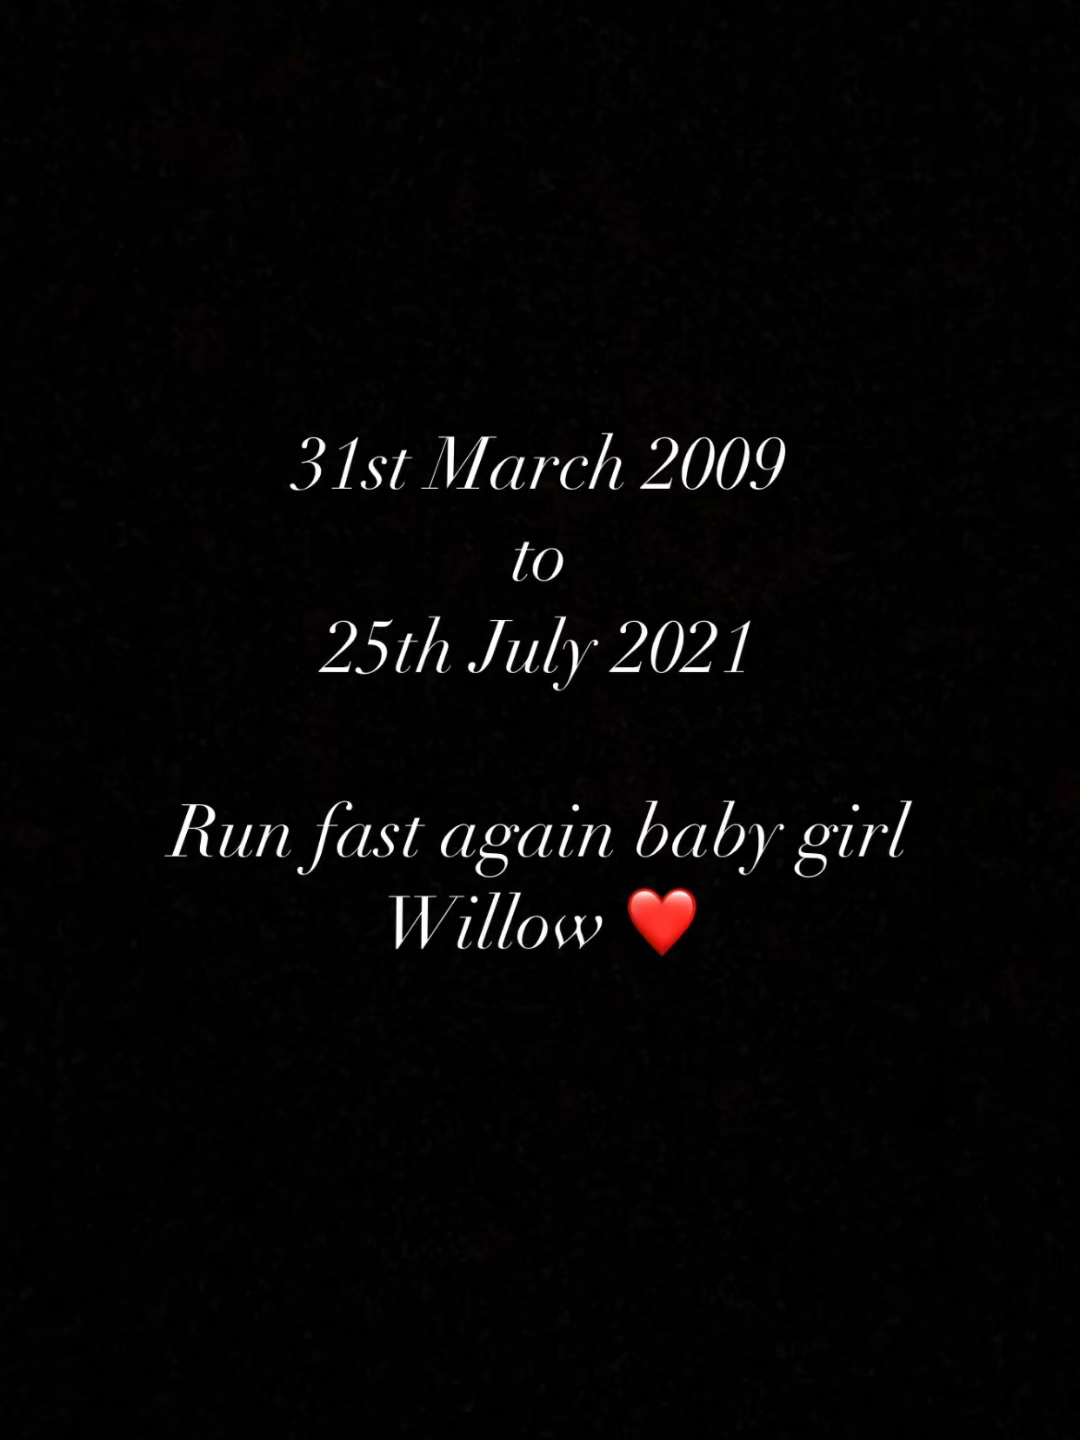 31st March 2009
to
25th July 2021
Run fast again baby girl
Willow ❤️